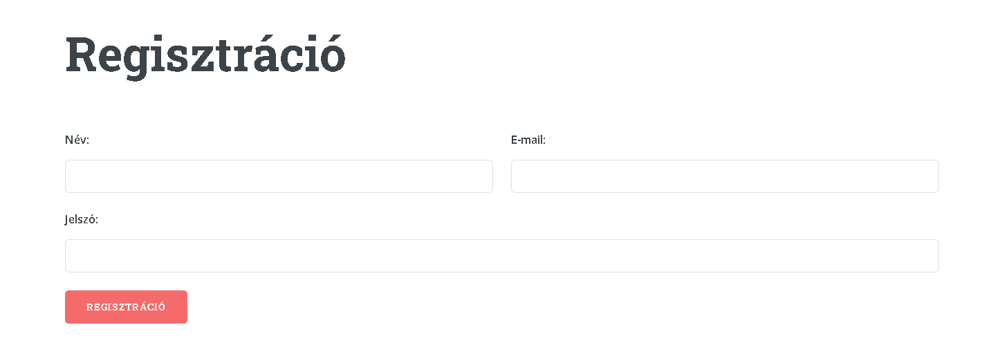 Regisztráció
Név:
E-mail:
Jelszó:
REGISZTRÁCIÓ